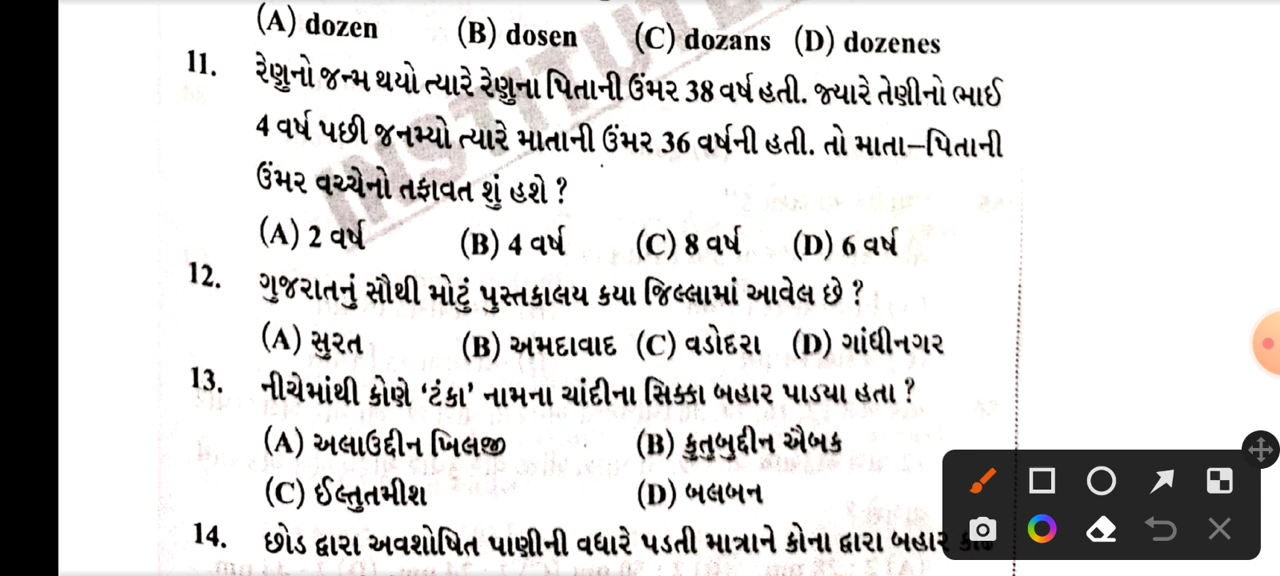 (A) dozen (B) dosen (C) dozans (D) dozenes
11. રેણુનો જન્મ થયો ત્યારે રેણુના પિતાની ઉંમર 38 વર્ષ હતી. જ્યારે તેણીનો ભાઈ
4 વર્ષ પછી જનમ્યો ત્યારે માતાની ઉંમર 36 વર્ષની હતી. તો માતા–પિતાની
ઉંમર વચ્ચેનો તફાવત શું હશે ?
(A) 2 વર્ષ (B) 4 વર્ષ (C) 8 વર્ષ (D) 6 વર્ષ
12. ગુજરાતનું સૌથી મોટું પુસ્તકાલય કયા જિલ્લામાં આવેલ છે ?
(A) સુરત (B) અમદાવાદ (C) વડોદરા (D) ગાંધીનગર
13. નીચેમાંથી કોણે ‘ટંકા’ નામના ચાંદીના સિક્કા બહાર પાડયા હતા ?
(A) અલાઉદ્દીન ખિલજી (B) કુતુબુદ્દીન ઐબક
(C) ઈલ્તુતમીશ (D) બલબન
14. છોડ દ્વારા અવશોષિત પાણીની વધારે પડતી માત્રાને કોના દ્વારા બહાર
INSTITUTE